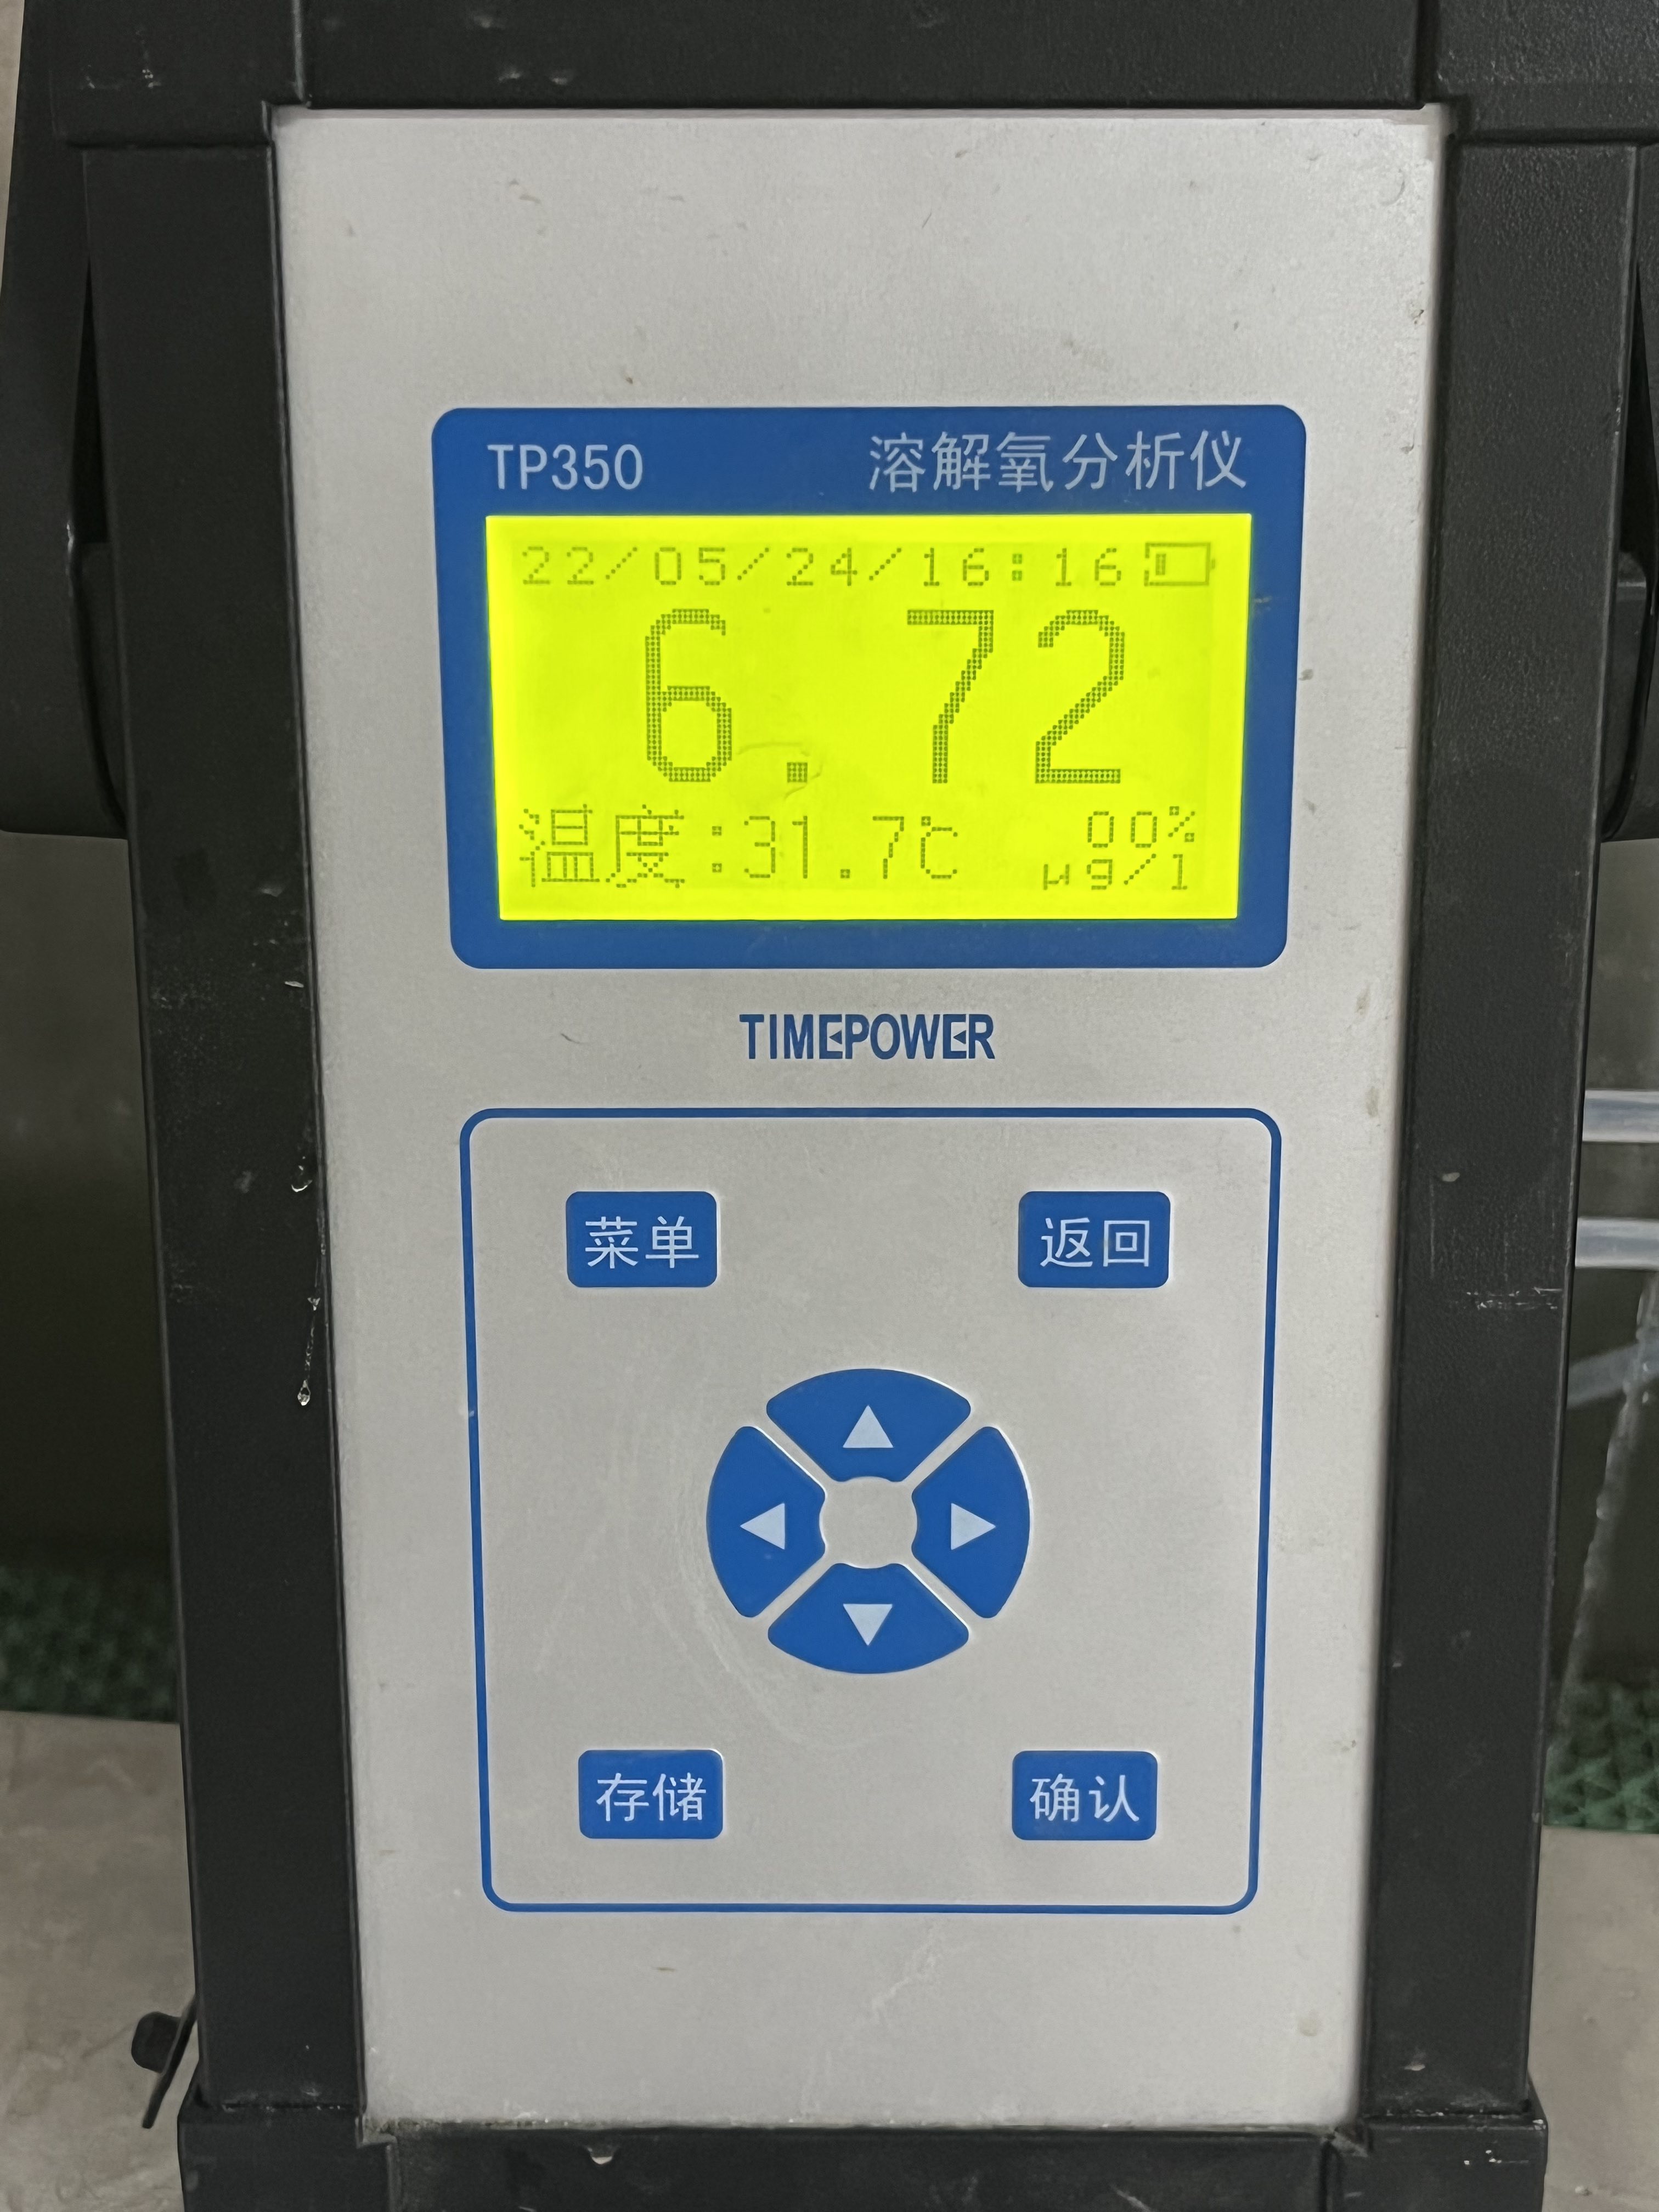 TP350 溶解氧分析仪
22/05/24/16:16
6.72
温度:31.7℃ 00%
μg/l
TIMEPOWER
菜单 返回
存储 确认